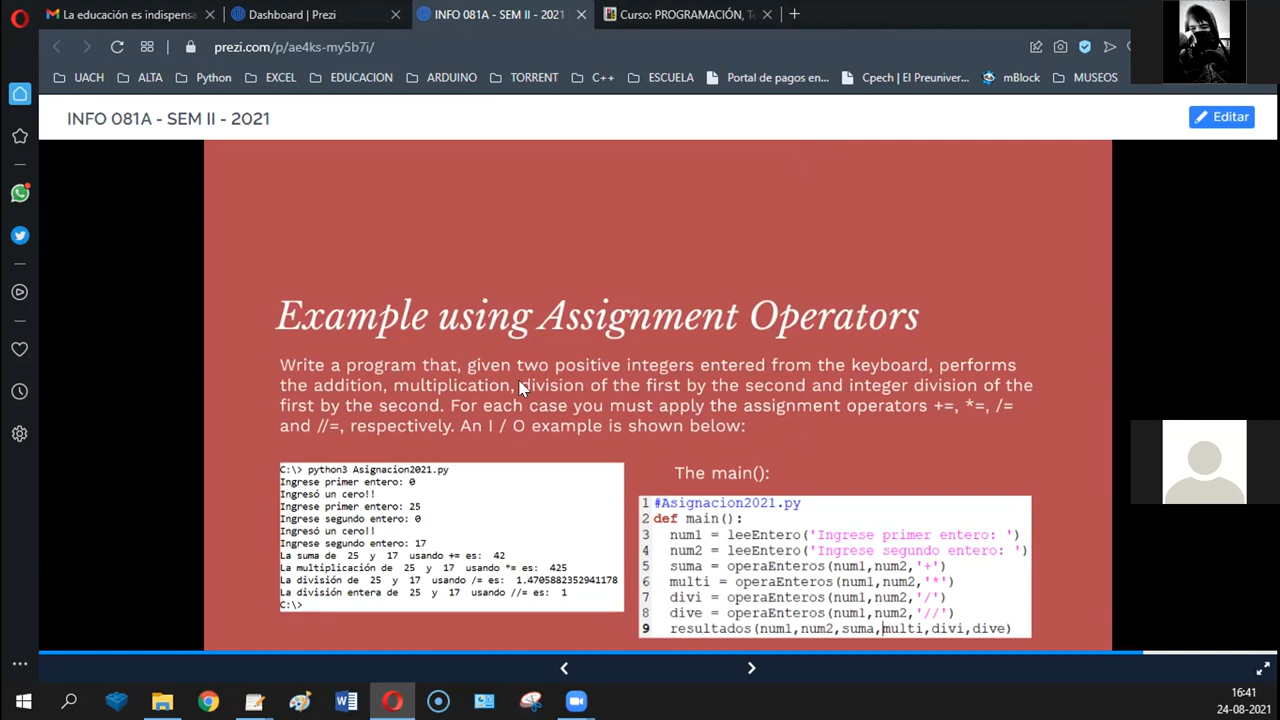 La educación es indispensa
Dashboard | Prezi
INFO 081A - SEM II - 2021
Curso: PROGRAMACIÓN, Te
prezi.com/p/ae4ks-my5b7i/
UACH
ALTA
Python
EXCEL
EDUCACION
ARDUINO
TORRENT
C++
ESCUELA
Portal de pagos en...
Cpech | El Preuniver...
mBlock
MUSEOS
INFO 081A - SEM II - 2021
Editar
Example using Assignment Operators
Write a program that, given two positive integers entered from the keyboard, performs
the addition, multiplication, division of the first by the second and integer division of the
first by the second. For each case you must apply the assignment operators +=, *=, /=
and //=, respectively. An I / O example is shown below:
C:\> python3 Asignacion2021.py
Ingrese primer entero: 0
Ingresó un cero!!
Ingrese primer entero: 25
Ingrese segundo entero: 0
Ingresó un cero!!
Ingrese segundo entero: 17
La suma de 25 y 17 usando += es: 42
La multiplicación de 25 y 17 usando *= es: 425
La división de 25 y 17 usando /= es: 1.4705882352941178
La división entera de 25 y 17 usando //= es: 1
C:\>
The main():
1 #Asignacion2021.py
2 def main():
3 num1 = leeEntero('Ingrese primer entero: ')
4 num2 = leeEntero('Ingrese segundo entero: ')
5 suma = operaEnteros(num1,num2,'+')
6 multi = operaEnteros(num1,num2,'*')
7 divi = operaEnteros(num1,num2,'/')
8 dive = operaEnteros(num1,num2,'//')
9 resultados(num1,num2,suma,multi,divi,dive)
16:41
24-08-2021